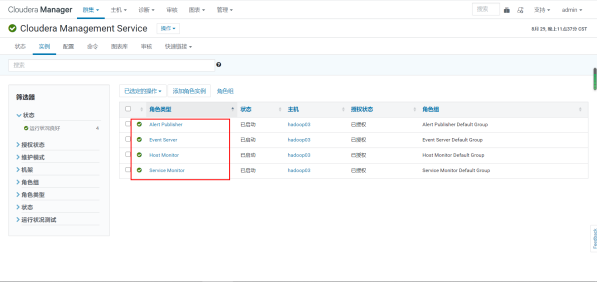 Cloudera Manager 群集 主机 诊断 审核 图表 管理 搜索 支持 admin
Cloudera Management Service 操作 8月 29, 晚上11点37分 CST
状态 实例 配置 命令 图表库 审核 快速链接
搜索
筛选器
状态
运行状况良好 4
授权状态
维护模式
机架
角色组
角色类型
状态
运行状况测试
已选定的操作 添加角色实例 角色组
角色类型 状态 主机 授权状态 角色组
Alert Publisher 已启动 hadoop03 已授权 Alert Publisher Default Group
Event Server 已启动 hadoop03 已授权 Event Server Default Group
Host Monitor 已启动 hadoop03 已授权 Host Monitor Default Group
Service Monitor 已启动 hadoop03 已授权 Service Monitor Default Group
Feedback